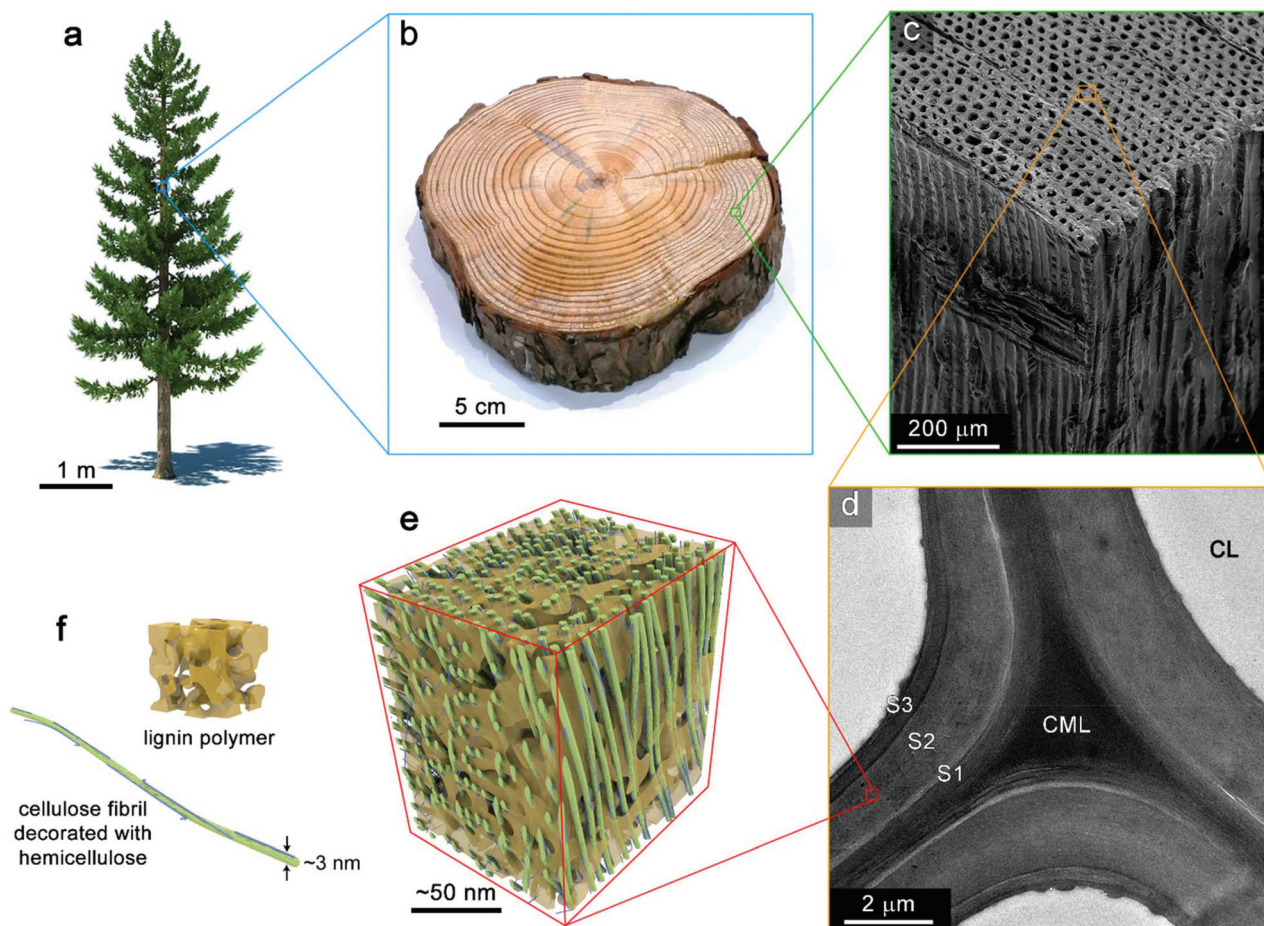 a
b
c
5 cm
200 μm
1 m
d
e
CL
f
S3
CML
S2
lignin polymer
S1
cellulose fibril
decorated with
hemicellulose
~3 nm
~50 nm
2 μm